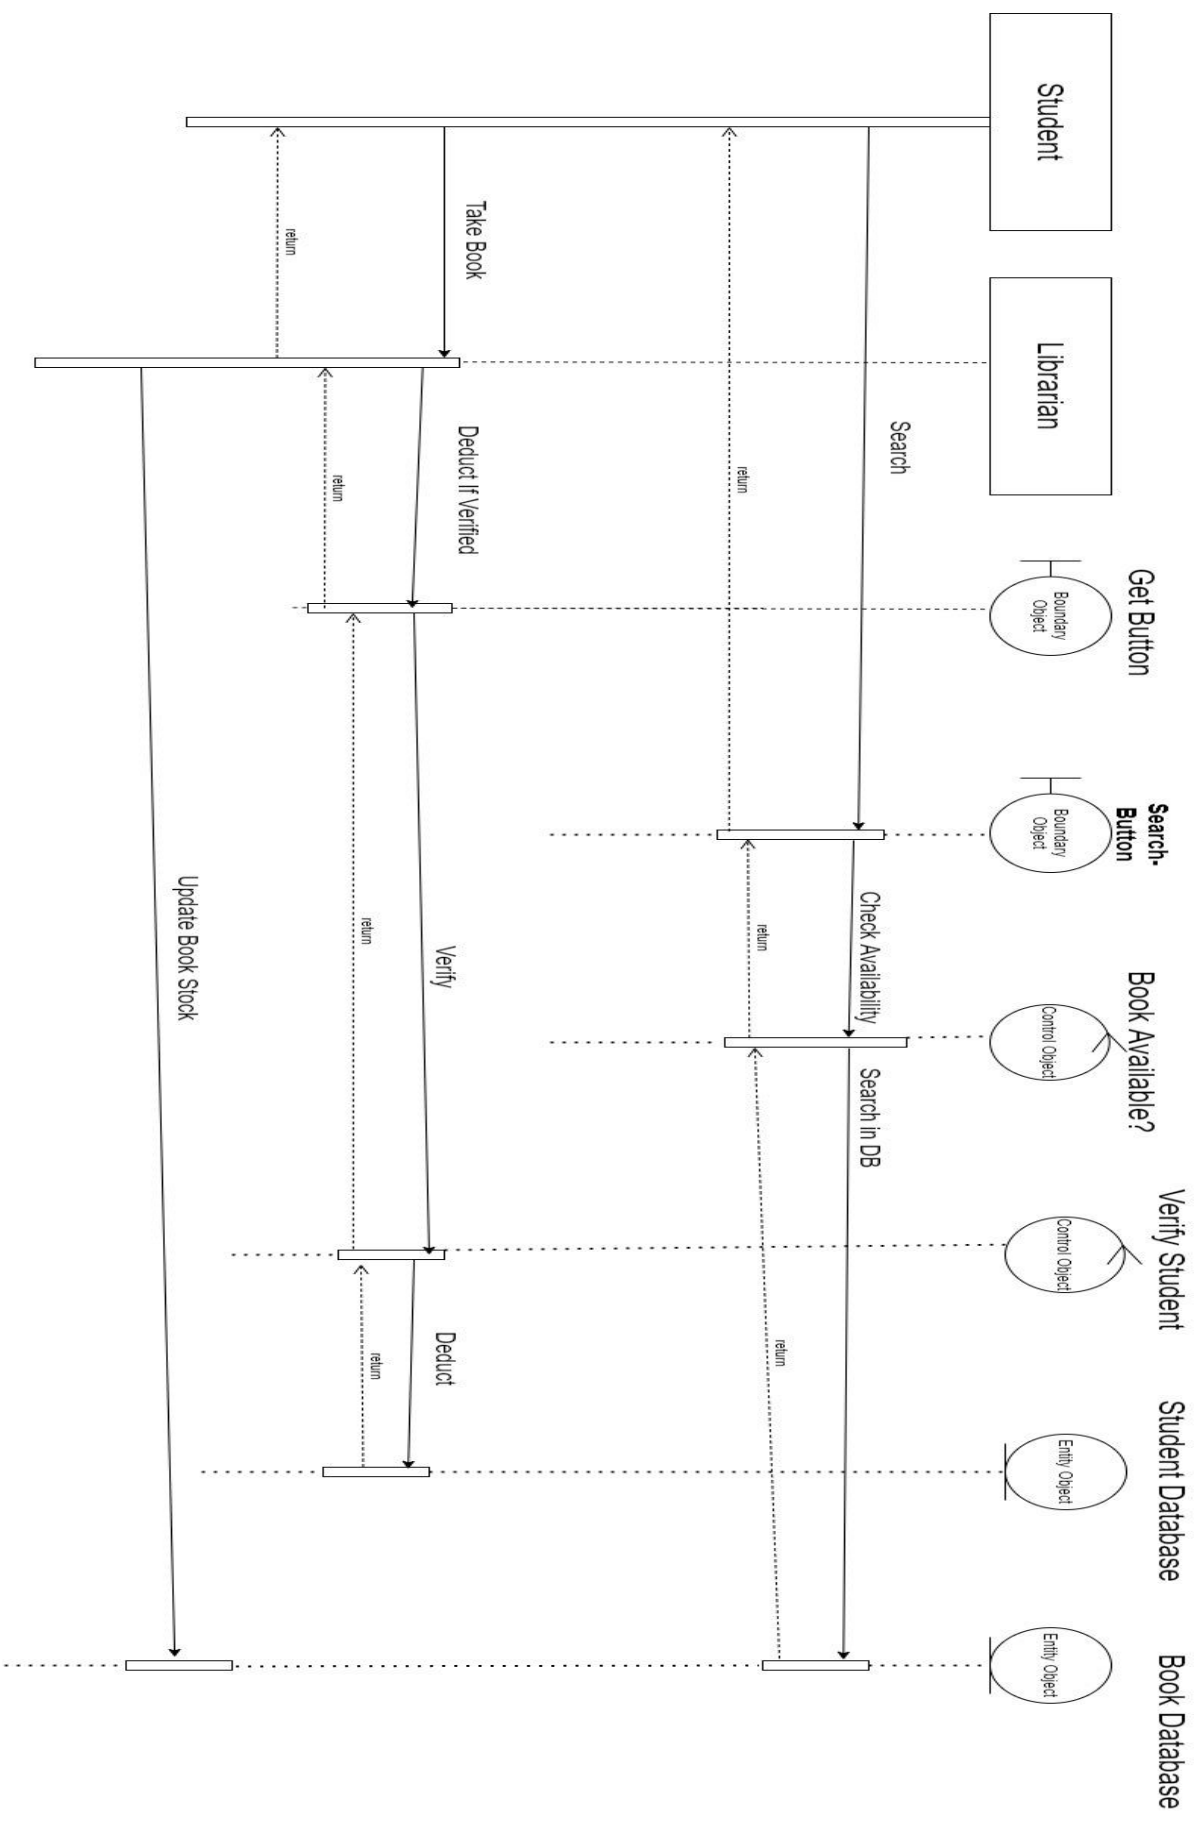 Student
Librarian
Get Button
Boundary
Object
Search-
Button
Boundary
Object
Book Available?
Control Object
Verify Student
Control Object
Student Database
Entity Object
Book Database
Entity Object
Search
Check Availability
Search in DB
return
return
return
Take Book
Deduct If Verified
Verify
Deduct
return
return
return
return
Update Book Stock